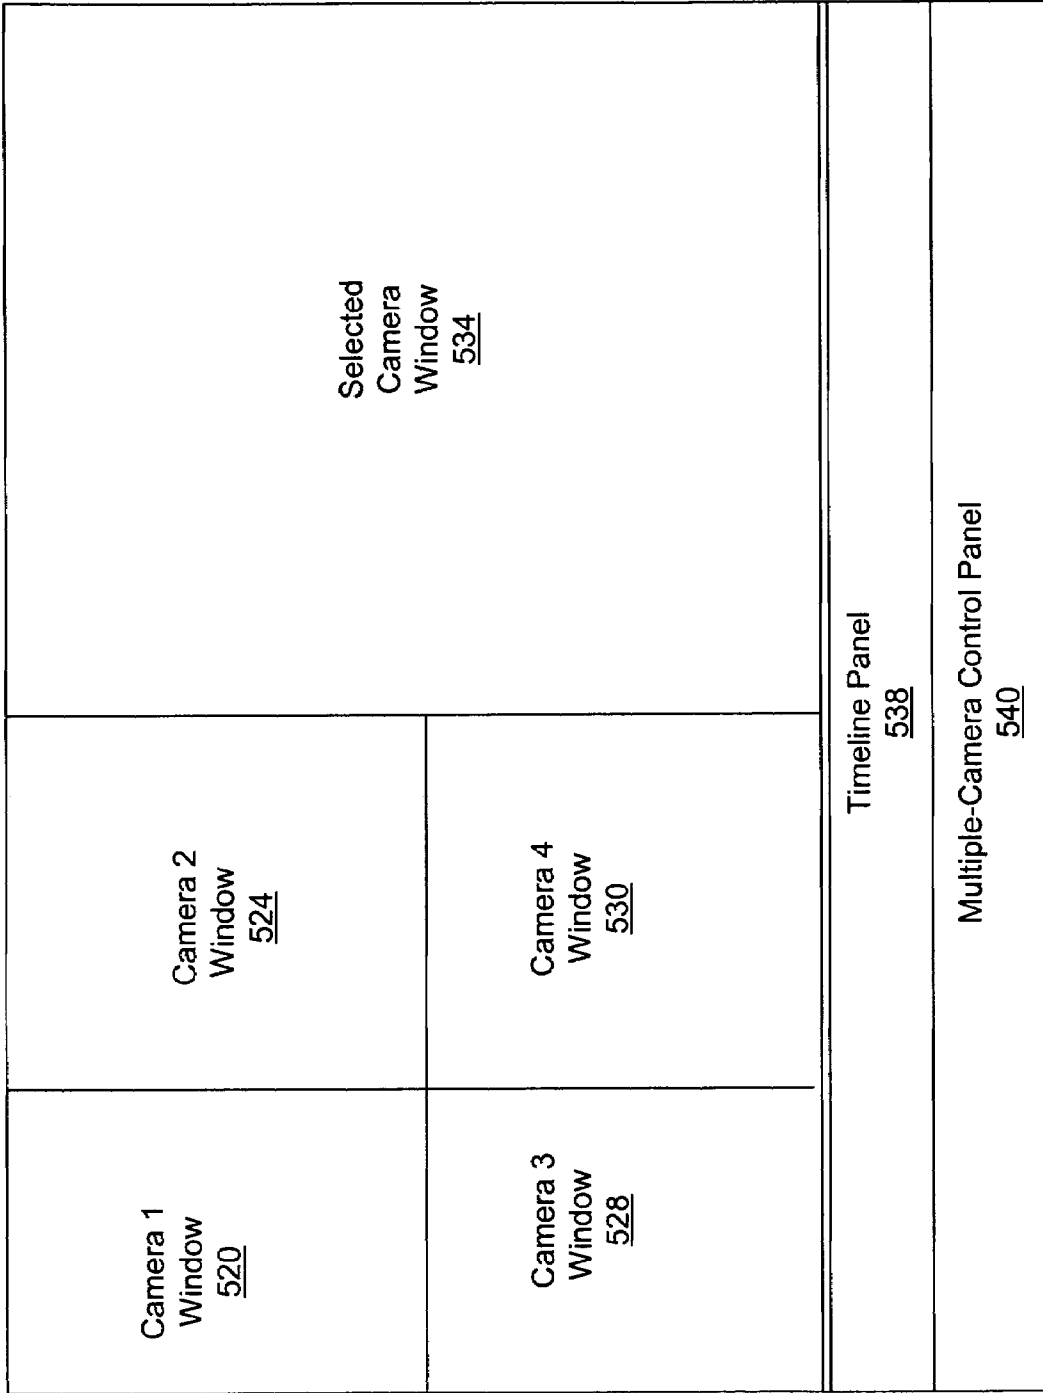 Camera 1
Window
520
Camera 2
Window
524
Selected
Camera
Window
534
Camera 3
Window
528
Camera 4
Window
530
Timeline Panel
538
Multiple-Camera Control Panel
540